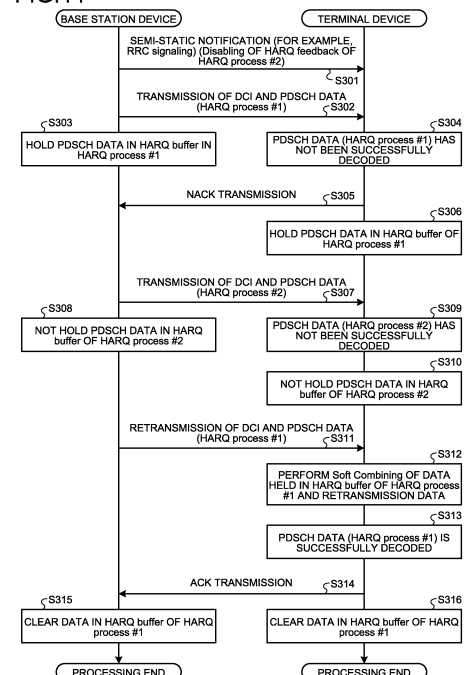 BASE STATION DEVICE
TERMINAL DEVICE
SEMI-STATIC NOTIFICATION (FOR EXAMPLE,
RRC signaling) (Disabling OF HARQ feedback OF
HARQ process #2)
S301
TRANSMISSION OF DCI AND PDSCH DATA
(HARQ process #1)
S302
S303
HOLD PDSCH DATA IN HARQ buffer IN
HARQ process #1
S304
PDSCH DATA (HARQ process #1) HAS
NOT BEEN SUCCESSFULLY
DECODED
NACK TRANSMISSION
S305
S306
HOLD PDSCH DATA IN HARQ buffer OF
HARQ process #1
TRANSMISSION OF DCI AND PDSCH DATA
(HARQ process #2)
S307
S308
NOT HOLD PDSCH DATA IN HARQ
buffer OF HARQ process #2
S309
PDSCH DATA (HARQ process #2) HAS
NOT BEEN SUCCESSFULLY
DECODED
S310
NOT HOLD PDSCH DATA IN HARQ
buffer OF HARQ process #2
RETRANSMISSION OF DCI AND PDSCH DATA
(HARQ process #1)
S311
S312
PERFORM Soft Combining OF DATA
HELD IN HARQ buffer OF HARQ process
#1 AND RETRANSMISSION DATA
S313
PDSCH DATA (HARQ process #1) IS
SUCCESSFULLY DECODED
ACK TRANSMISSION
S314
S315
CLEAR DATA IN HARQ buffer OF HARQ
process #1
S316
CLEAR DATA IN HARQ buffer OF HARQ
process #1
PROCESSING END
PROCESSING END